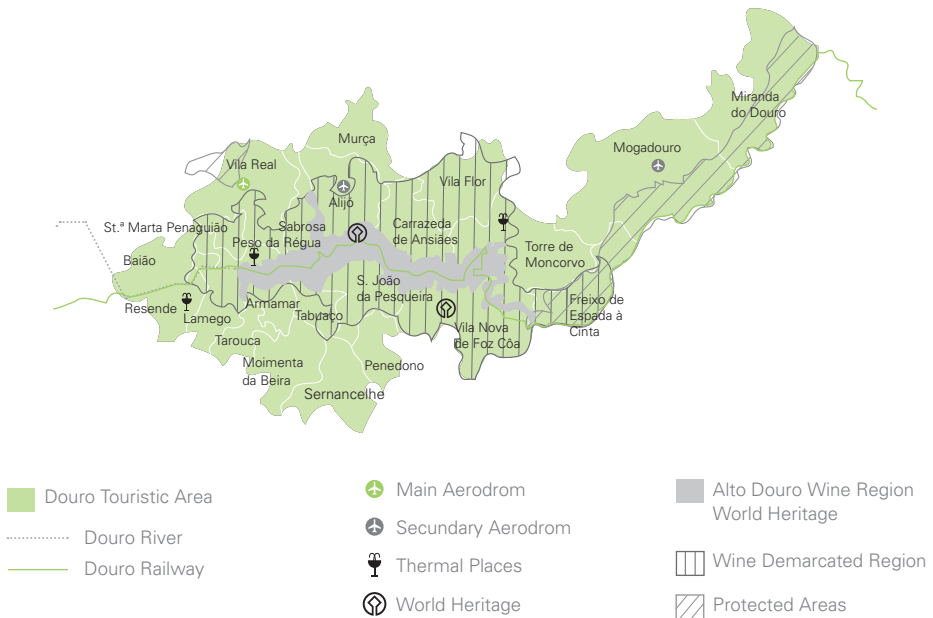 Miranda
do Douro
Murça
Mogadouro
Vila Real
Vila Flor
Alijó
St.ª Marta Penaguião
Sabrosa
Carrazeda
de Ansiães
Peso da Régua
Torre de
Moncorvo
Baião
S. João
da Pesqueira
Resende
Armamar
Freixo de
Espada à
Cinta
Lamego
Tabuaço
Vila Nova
de Foz Côa
Tarouca
Moimenta
da Beira
Penedono
Sernancelhe
Douro Touristic Area
Douro River
Douro Railway
Main Aerodrom
Secundary Aerodrom
Thermal Places
World Heritage
Alto Douro Wine Region
World Heritage
Wine Demarcated Region
Protected Areas